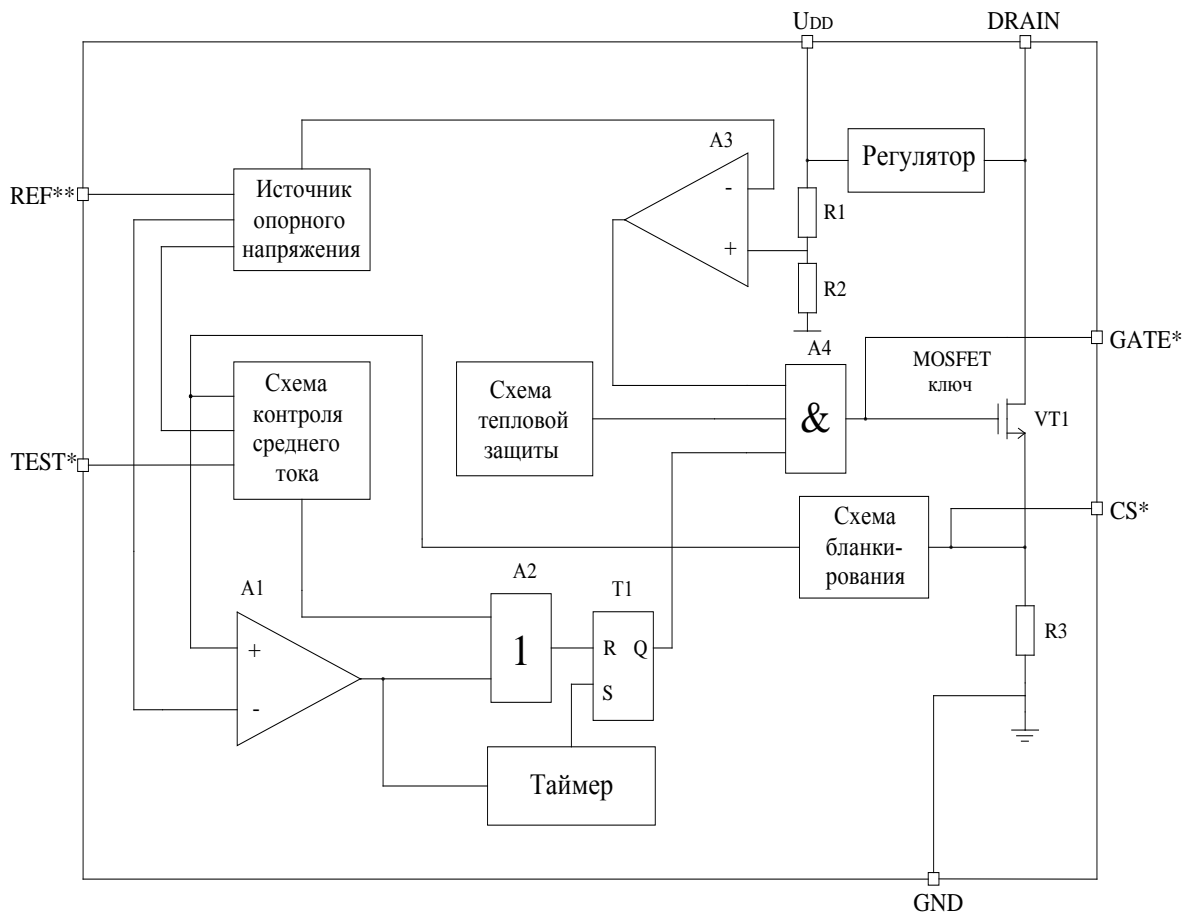 UDD
DRAIN
A3
Регулятор
REF**
Источник
опорного
напряжения
-
+
R1
R2
A4
GATE*
MOSFET
ключ
Схема
контроля
среднего
тока
Схема
тепловой
защиты
&
VT1
TEST*
CS*
Схема
бланки-
рования
A1
A2
T1
+
-
1
R
Q
S
R3
Таймер
GND